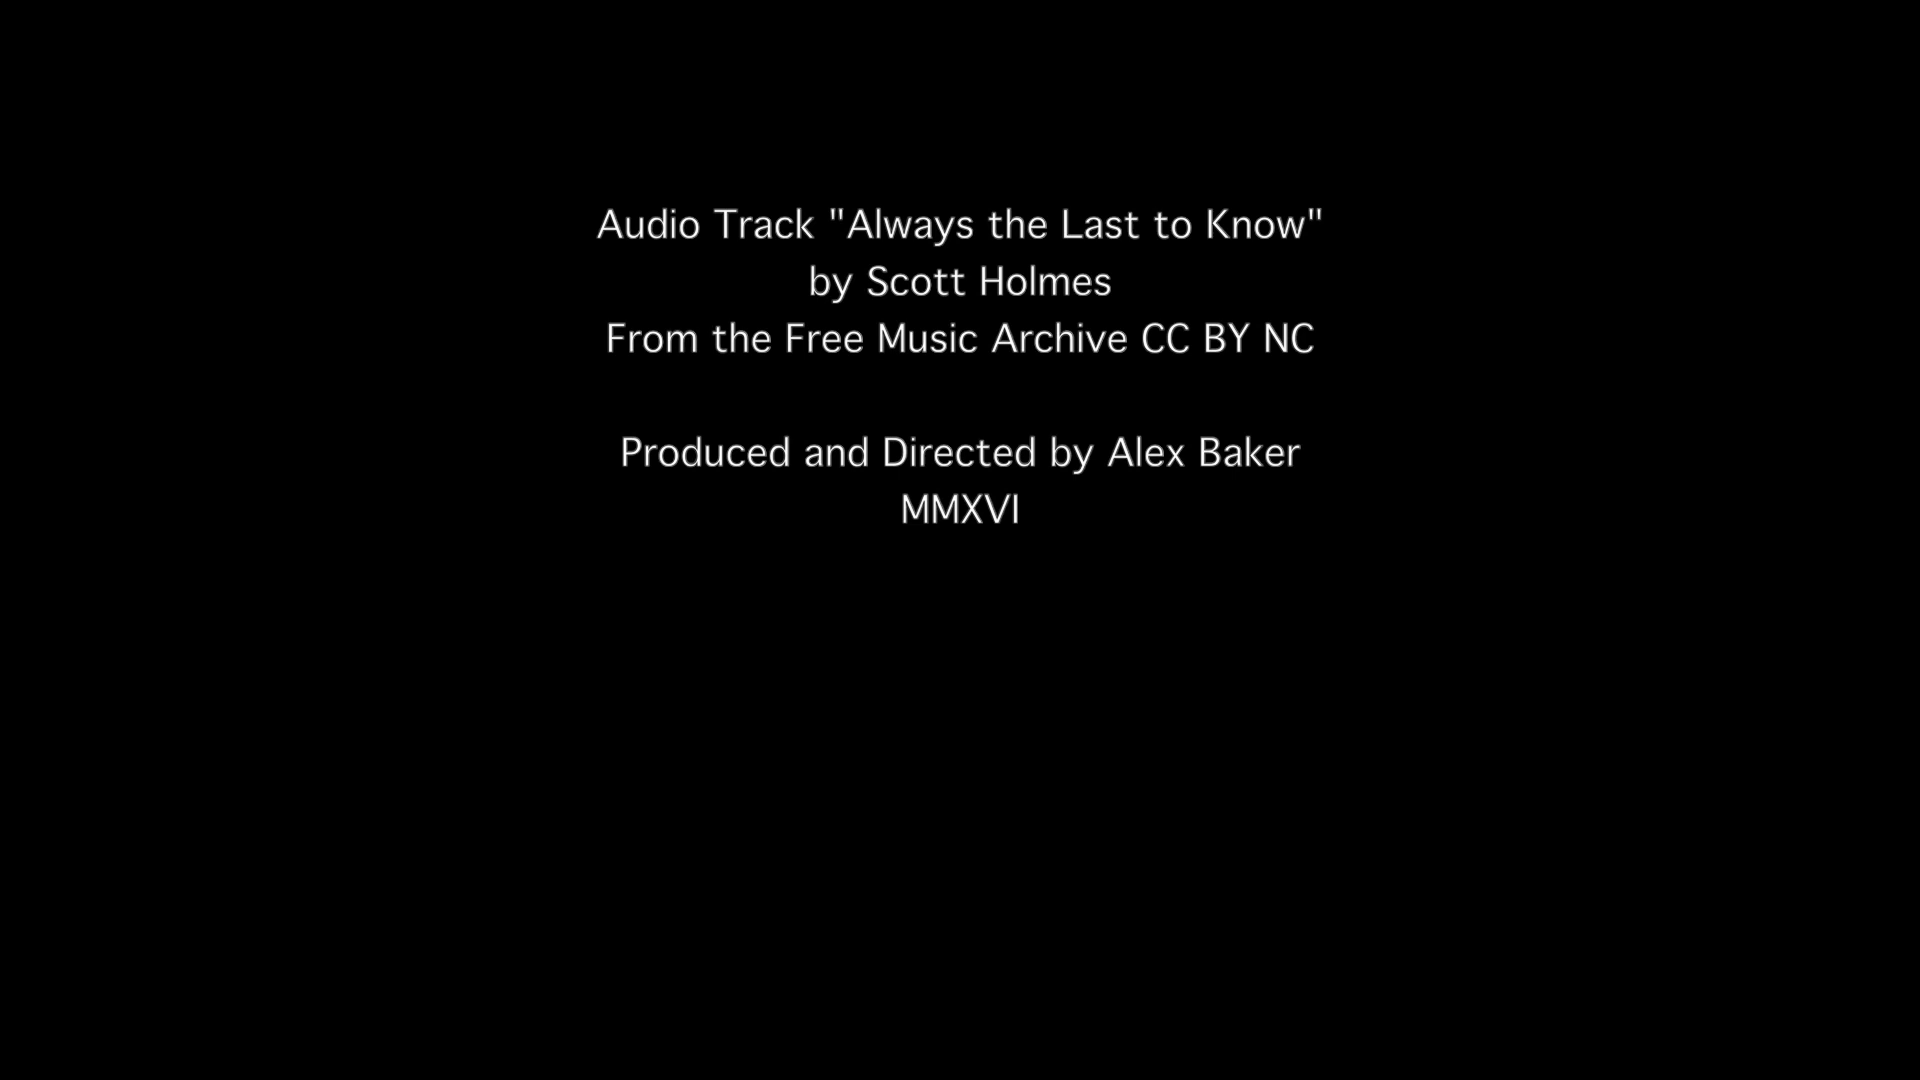 Audio Track "Always the Last to Know"
by Scott Holmes
From the Free Music Archive CC BY NC
Produced and Directed by Alex Baker
MMXVI